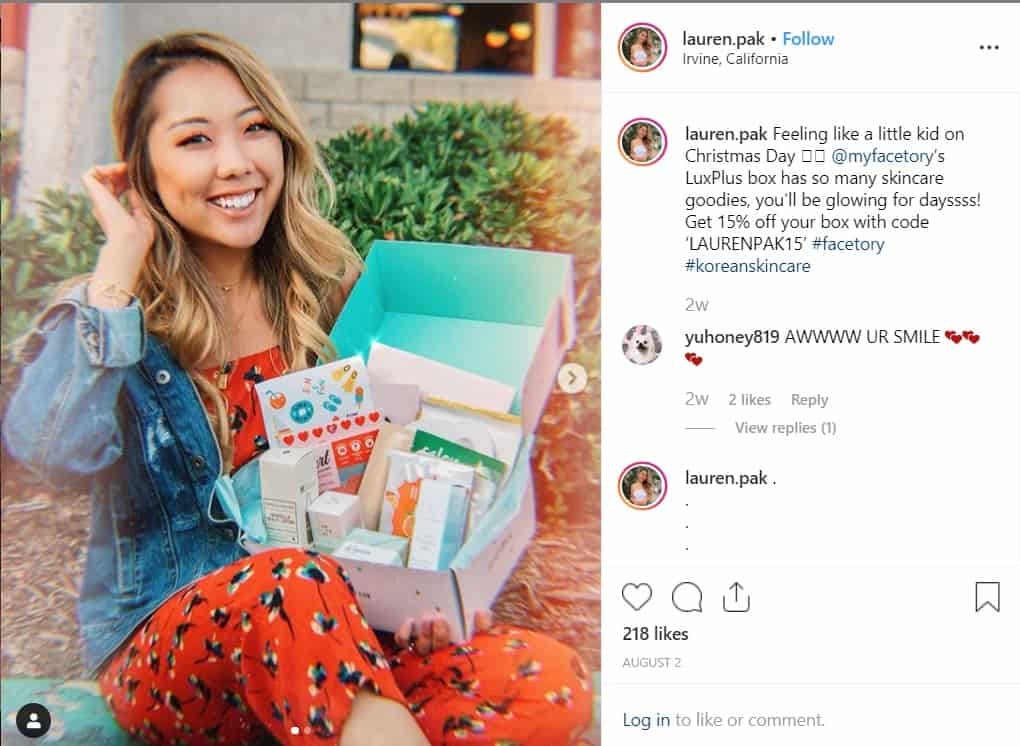 lauren.pak • Follow
Irvine, California
lauren.pak Feeling like a little kid on
Christmas Day @myfacetory's
LuxPlus box has so many skincare
goodies, you'll be glowing for dayssss!
Get 15% off your box with code
'LAURENPAK15' #facetory
#koreanskincare
2w
yuhoney819 AWWWW UR SMILE 💕💕
💕
2w 2 likes Reply
View replies (1)
lauren.pak .
.
.
.
218 likes
AUGUST 2
Log in to like or comment.